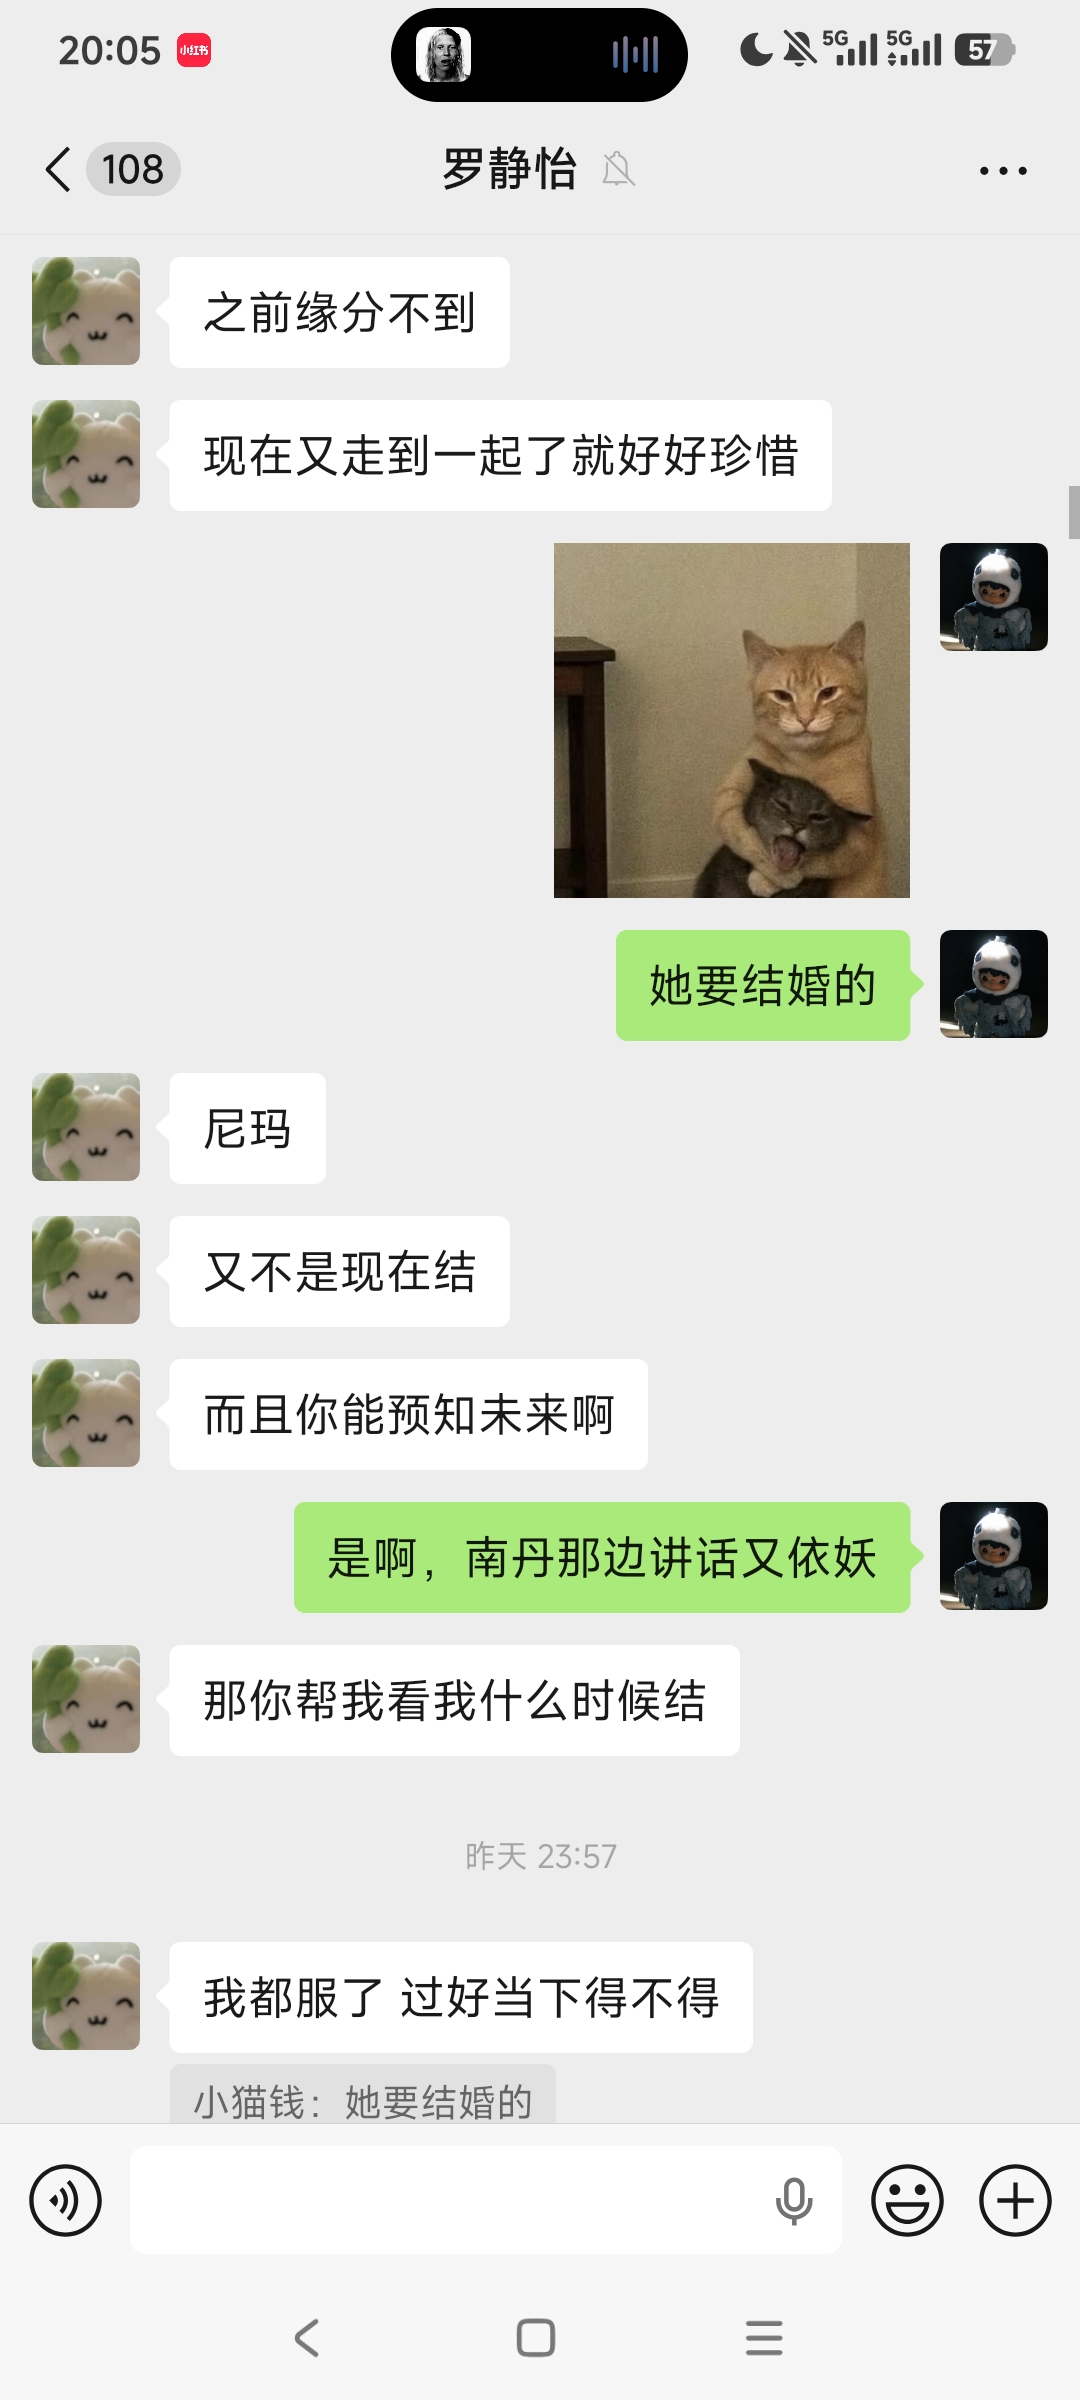 20:05
小红书
5G
5G
57
108
罗静怡
之前缘分不到
现在又走到一起了就好好珍惜
她要结婚的
尼玛
又不是现在结
而且你能预知未来啊
是啊，南丹那边讲话又依妖
那你帮我看我什么时候结
昨天 23:57
我都服了 过好当下得不得
小猫钱：她要结婚的